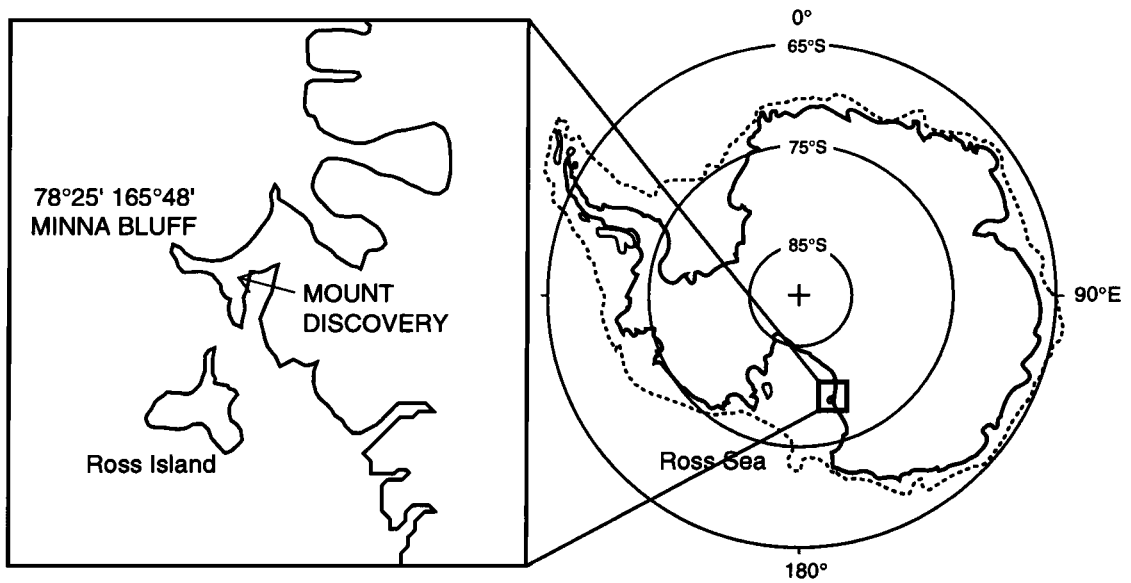 78°25' 165°48'
MINNA BLUFF
MOUNT
DISCOVERY
Ross Island
0°
65°S
75°S
85°S
90°E
Ross Sea
180°